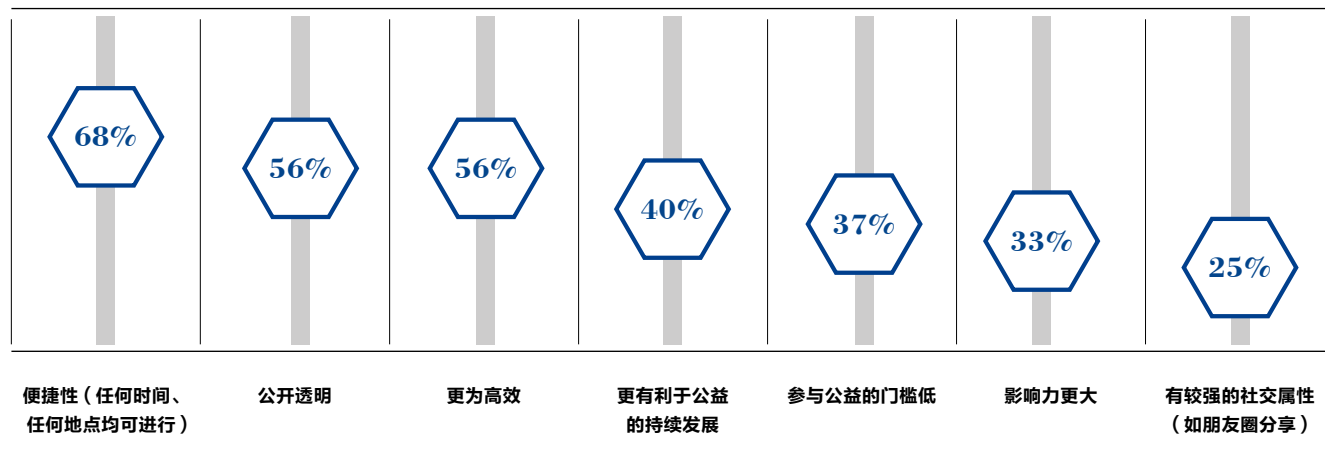 68%
56%
56%
40%
37%
33%
25%
便捷性（任何时间、
任何地点均可进行）
公开透明
更为高效
更有利于公益
的持续发展
参与公益的门槛低
影响力更大
有较强的社交属性
（如朋友圈分享）